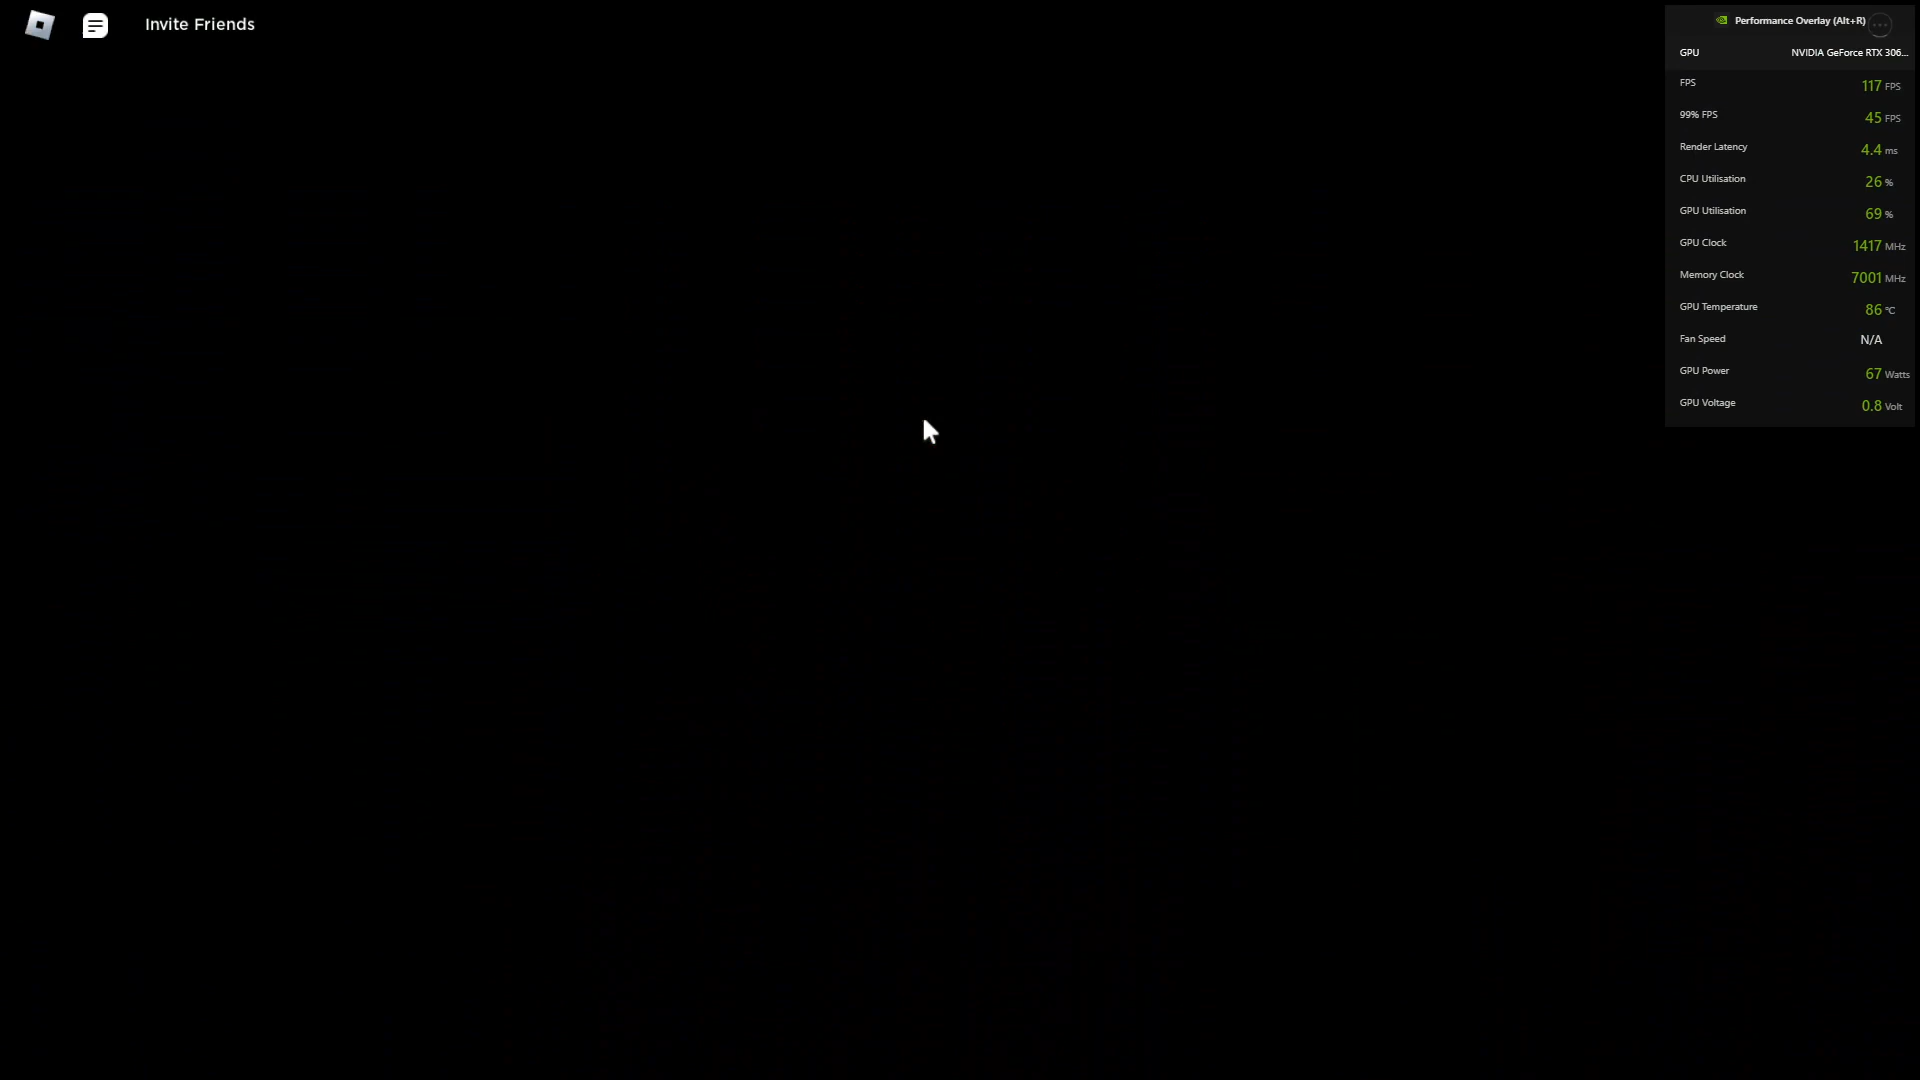 Invite Friends
Performance Overlay (Alt+R)
GPU NVIDIA GeForce RTX 306...
FPS 117 FPS
99% FPS 45 FPS
Render Latency 4.4 ms
CPU Utilisation 26 %
GPU Utilisation 69 %
GPU Clock 1417 MHz
Memory Clock 7001 MHz
GPU Temperature 86 °C
Fan Speed N/A
GPU Power 67 Watts
GPU Voltage 0.8 Volt